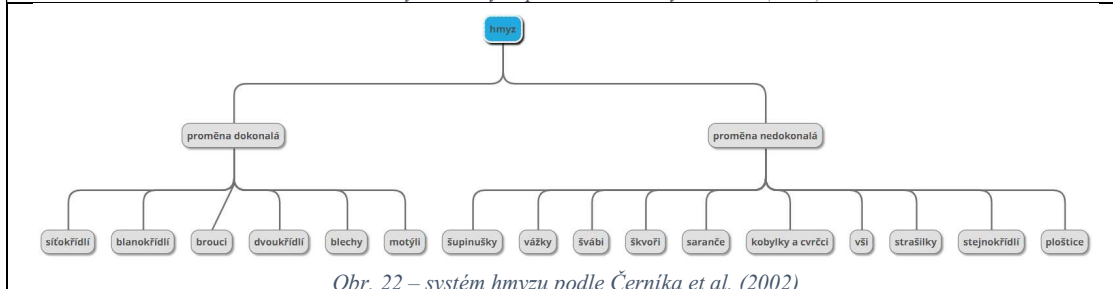 hmyz
proměna dokonalá proměna nedokonalá
síťokřídlí blanokřídlí brouci dvoukřídlí blechy motýli šupinušky vážky švábi škvoři saranče kobylky a cvrčci vši strašilky stejnokřídlí ploštice
Obr. 22 – systém hmyzu podle Černíka et al. (2002)